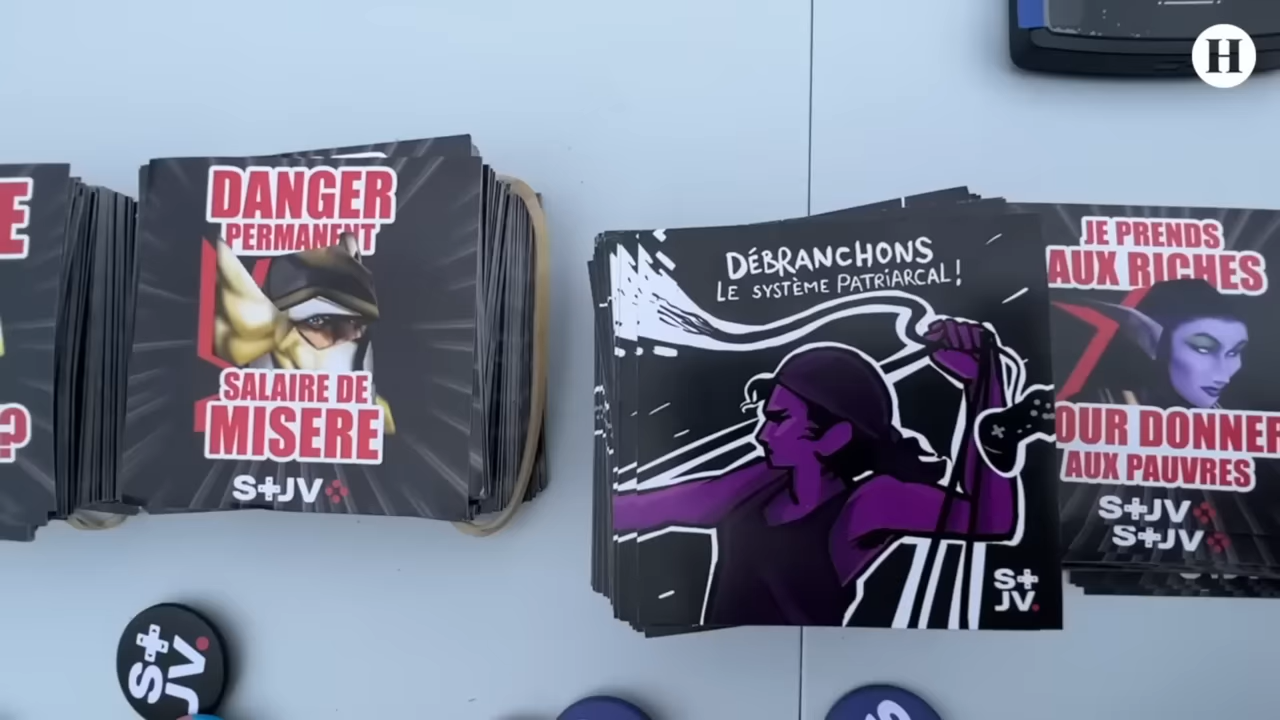 H
E
?
DANGER
PERMANENT
SALAIRE DE
MISERE
S+JV
DÉBRANCHONS
LE SYSTÈME PATRIARCAL!
S+
JV.
JE PRENDS
AUX RICHES
OUR DONNER
AUX PAUVRES
S+JV
S+JV
S+
JV.